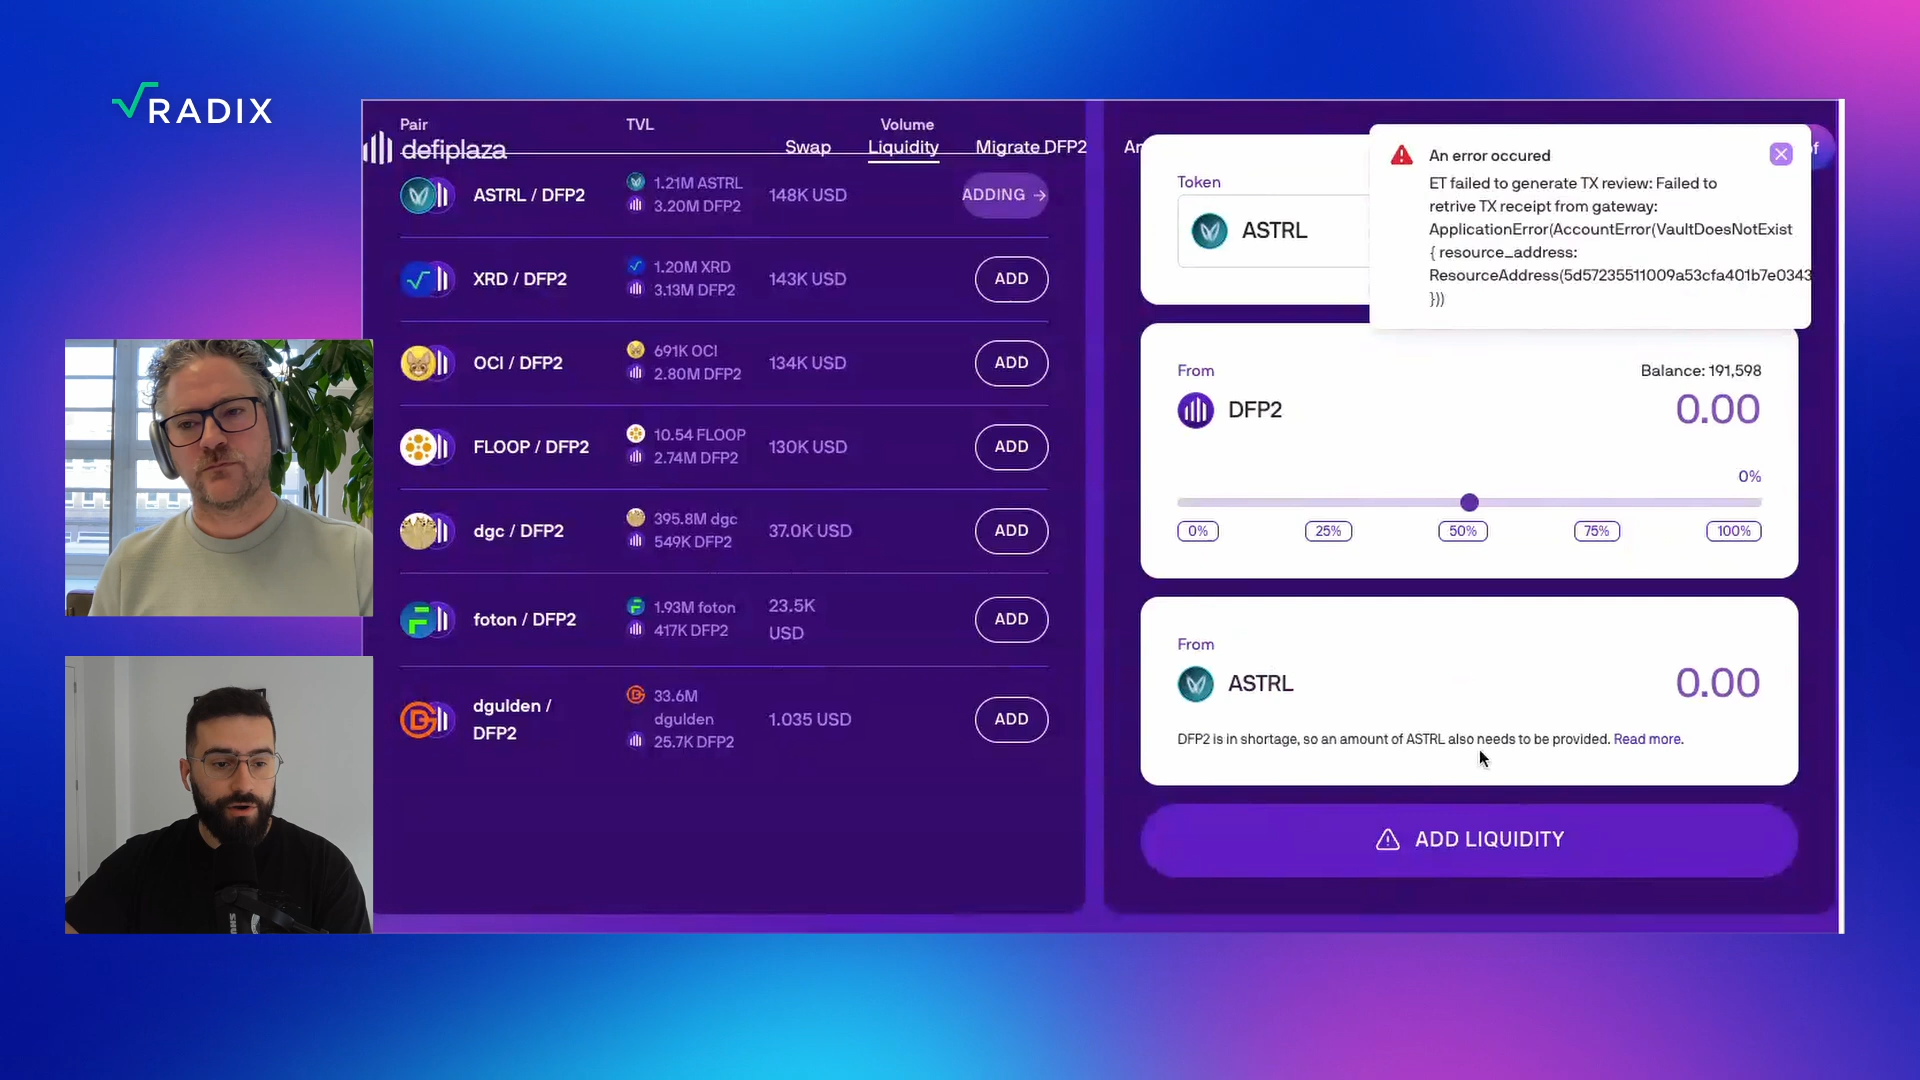 RADIX
Pair
TVL
Volume
defiplaza
Swap
Liquidity
Migrate DFP2
ASTRL / DFP2
1.21M ASTRL
3.20M DFP2
148K USD
ADDING →
XRD / DFP2
1.20M XRD
3.13M DFP2
143K USD
ADD
OCI / DFP2
691K OCI
2.80M DFP2
134K USD
ADD
FLOOP / DFP2
10.54 FLOOP
2.74M DFP2
130K USD
ADD
dgc / DFP2
395.8M dgc
549K DFP2
37.0K USD
ADD
foton / DFP2
1.93M foton
417K DFP2
23.5K
USD
ADD
dgulden /
DFP2
33.6M
dgulden
25.7K DFP2
1.035 USD
ADD
Token
ASTRL
An error occured
ET failed to generate TX review: Failed to
retrive TX receipt from gateway:
ApplicationError(AccountError(VaultDoesNotExist
{ resource_address:
ResourceAddress(5d57235511009a53cfa401b7e0343
}))
From
Balance: 191,598
DFP2
0.00
0%
0%
25%
50%
75%
100%
From
ASTRL
0.00
DFP2 is in shortage, so an amount of ASTRL also needs to be provided. Read more.
ADD LIQUIDITY